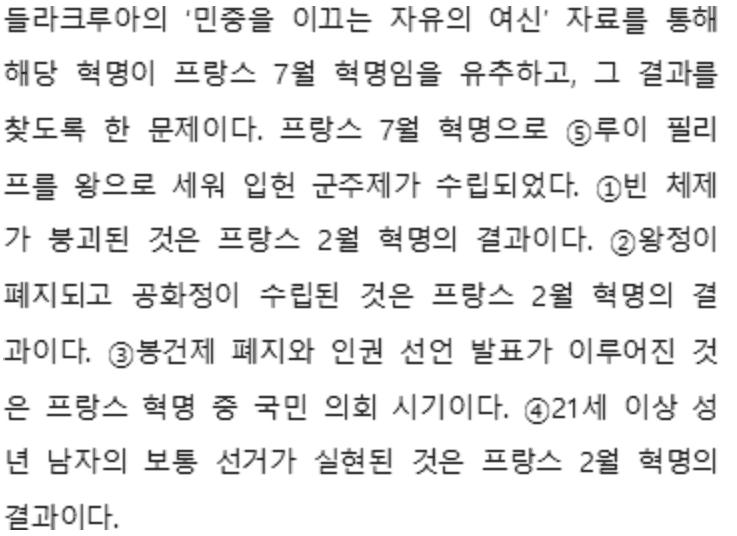 들라크루아의 '민중을 이끄는 자유의 여신' 자료를 통해
해당 혁명이 프랑스 7월 혁명임을 유추하고, 그 결과를
찾도록 한 문제이다. 프랑스 7월 혁명으로 ⑤루이 필리
프를 왕으로 세워 입헌 군주제가 수립되었다. ①빈 체제
가 붕괴된 것은 프랑스 2월 혁명의 결과이다. ②왕정이
폐지되고 공화정이 수립된 것은 프랑스 2월 혁명의 결
과이다. ③봉건제 폐지와 인권 선언 발표가 이루어진 것
은 프랑스 혁명 중 국민 의회 시기이다. ④21세 이상 성
년 남자의 보통 선거가 실현된 것은 프랑스 2월 혁명의
결과이다.